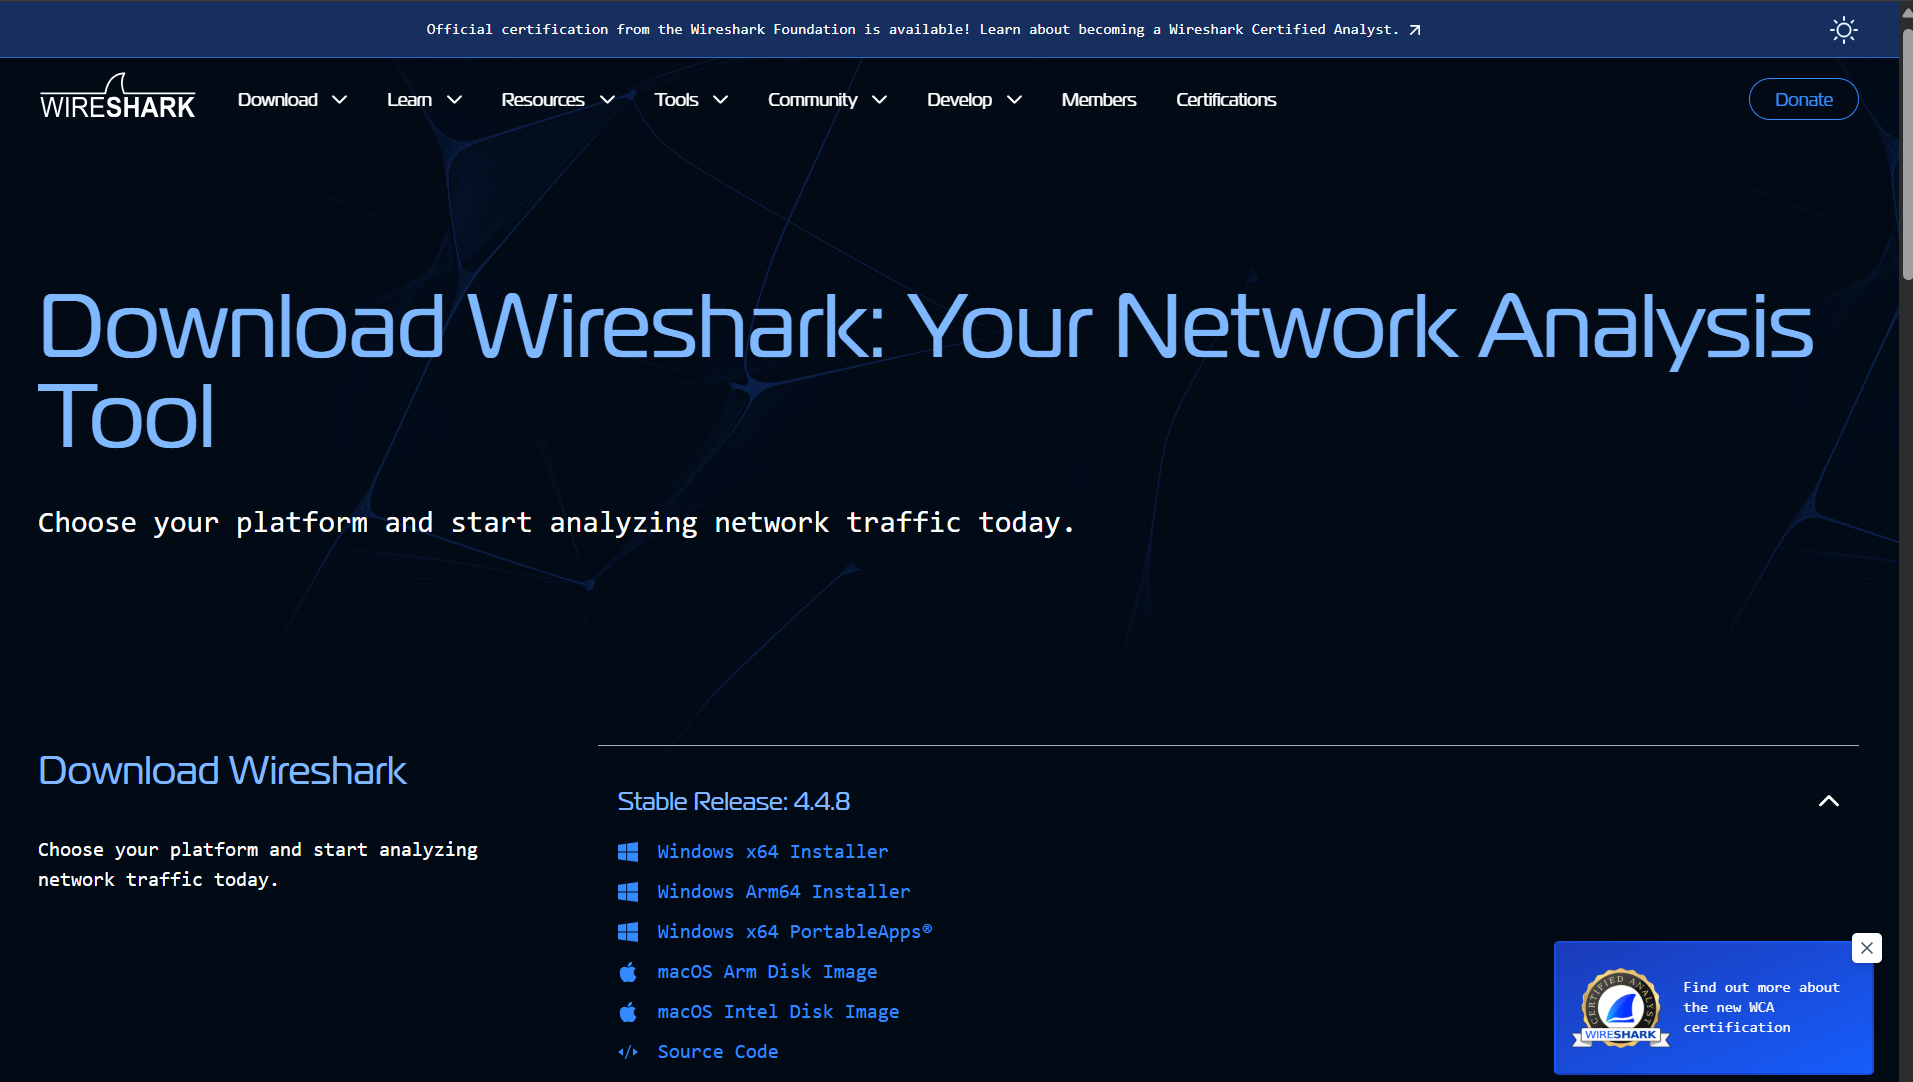 Official certification from the Wireshark Foundation is available! Learn about becoming a Wireshark Certified Analyst.
WIRESHARK
Download
Learn
Resources
Tools
Community
Develop
Members
Certifications
Donate
Download Wireshark: Your Network Analysis
Tool
Choose your platform and start analyzing network traffic today.
Download Wireshark
Choose your platform and start analyzing
network traffic today.
Stable Release: 4.4.8
Windows x64 Installer
Windows Arm64 Installer
Windows x64 PortableApps®
macOS Arm Disk Image
macOS Intel Disk Image
Source Code
CERTIFIED ANALYST
WIRESHARK
Find out more about
the new WCA
certification